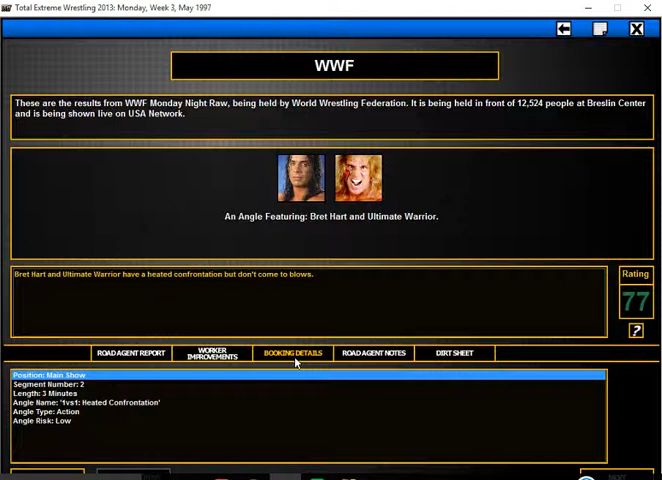 Total Extreme Wrestling 2013: Monday, Week 3, May 1997
WWF
These are the results from WWF Monday Night Raw, being held by World Wrestling Federation. It is being held in front of 12,524 people at Breslin Center
and is being shown live on USA Network.
An Angle Featuring: Bret Hart and Ultimate Warrior.
Bret Hart and Ultimate Warrior have a heated confrontation but don't come to blows.
Rating
77
?
ROAD AGENT REPORT
WORKER
IMPROVEMENTS
BOOKING DETAILS
ROAD AGENT NOTES
DIRT SHEET
Position: Main Show
Segment Number: 2
Length: 3 Minutes
Angle Name: '1vs1: Heated Confrontation'
Angle Type: Action
Angle Risk: Low